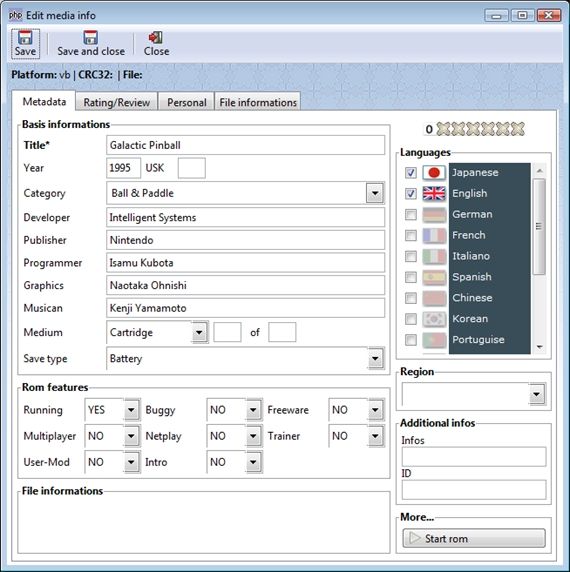 php Edit media info
Save Save and close Close
Platform: vb | CRC32: | File:
Metadata Rating/Review Personal File informations
Basis informations
Title* Galactic Pinball
Year 1995 USK
Category Ball & Paddle
Developer Intelligent Systems
Publisher Nintendo
Programmer Isamu Kubota
Graphics Naotaka Ohnishi
Musican Kenji Yamamoto
Medium Cartridge of
Save type Battery
Rom features
Running YES Buggy NO Freeware NO
Multiplayer NO Netplay NO Trainer NO
User-Mod NO Intro NO
File informations
0
Languages
Japanese
English
German
French
Italiano
Spanish
Chinese
Korean
Portuguise
Region
Additional infos
Infos
ID
More...
Start rom